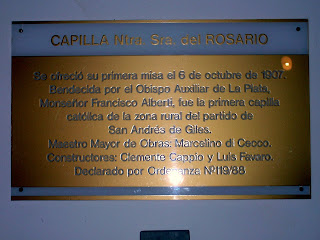 CAPILLA Ntra. Sra. del ROSARIO
Se ofreció su primera misa el 6 de octubre de 1907.
Bendecida por el Obispo Auxiliar de La Plata,
Monseñor Francisco Alberti, fue la primera capilla
católica de la zona rural del partido de
San Andrés de Giles.
Maestro Mayor de Obras: Marcelino di Cecco.
Constructores: Clemente Cappio y Luis Favaro.
Declarado por Ordenanza Nº119/88